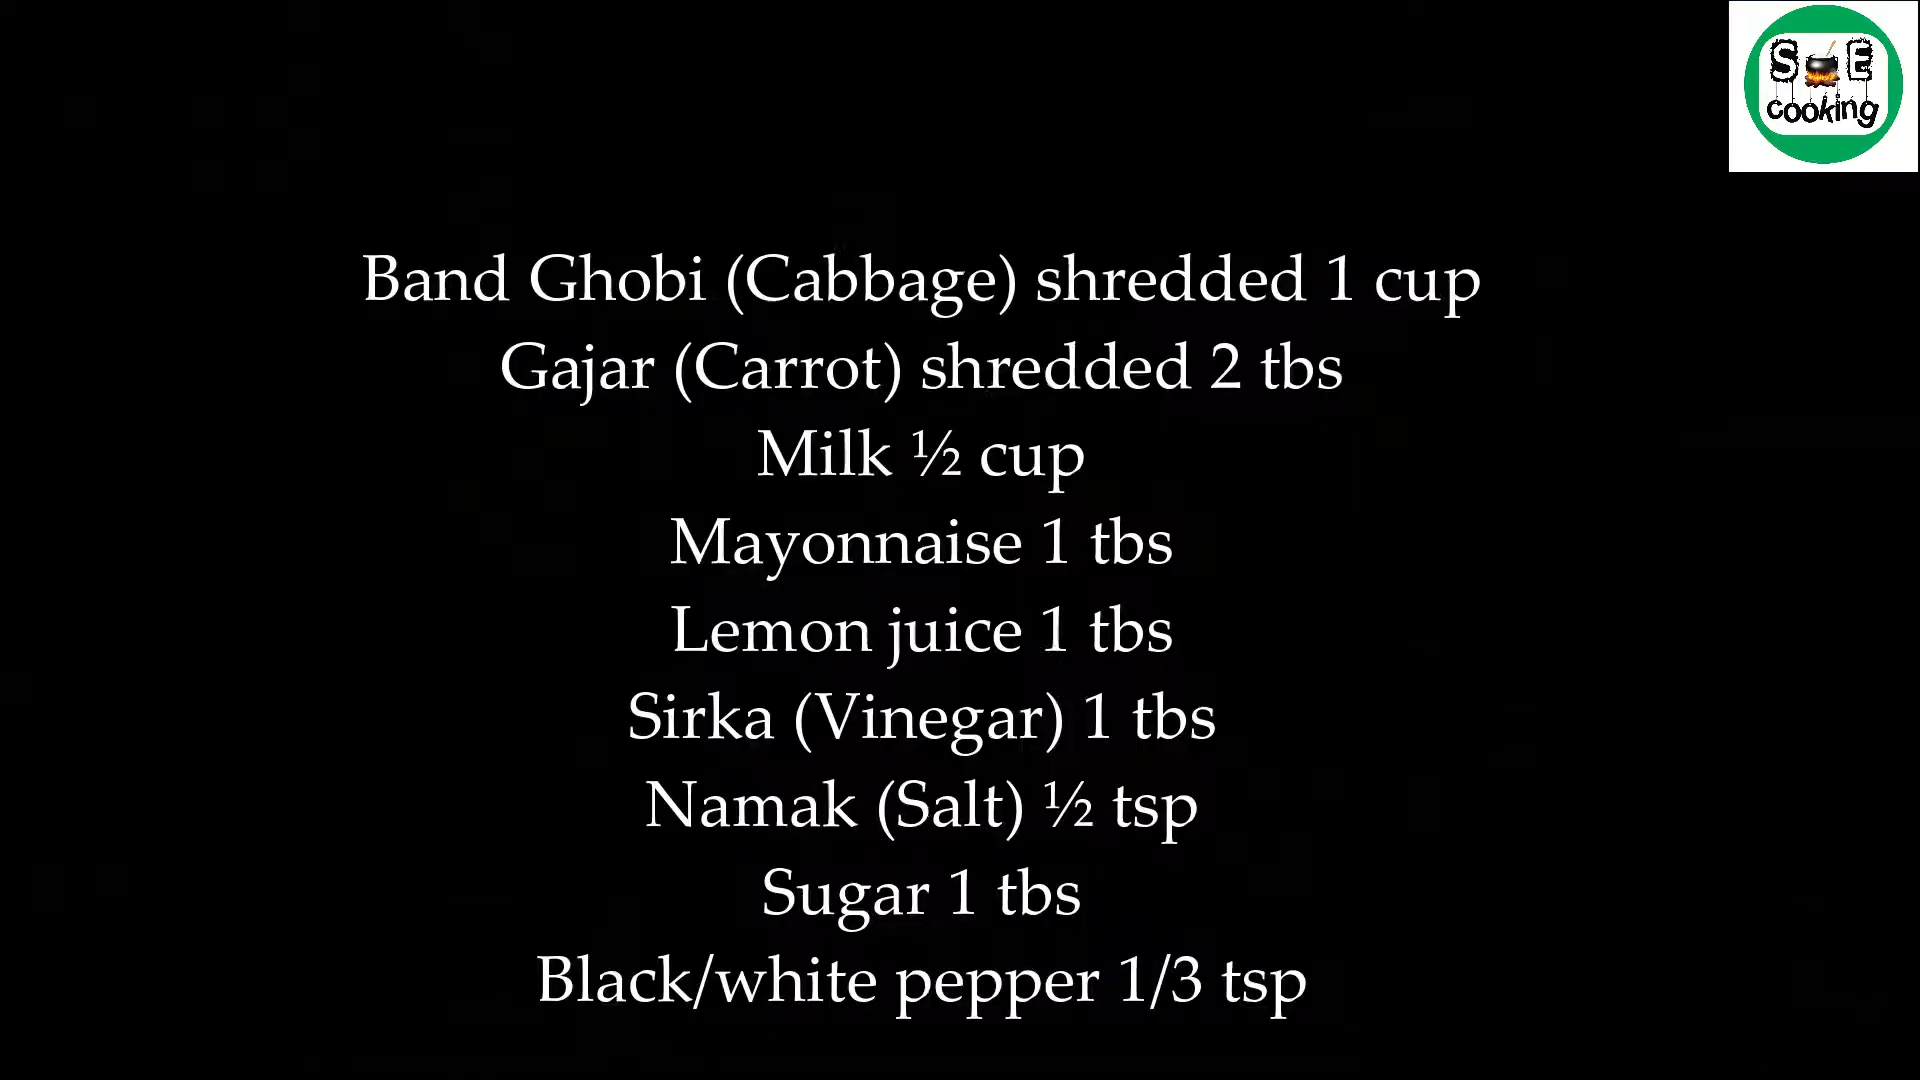 S E
cooking
Band Ghobi (Cabbage) shredded 1 cup
Gajar (Carrot) shredded 2 tbs
Milk ½ cup
Mayonnaise 1 tbs
Lemon juice 1 tbs
Sirka (Vinegar) 1 tbs
Namak (Salt) ½ tsp
Sugar 1 tbs
Black/white pepper 1/3 tsp